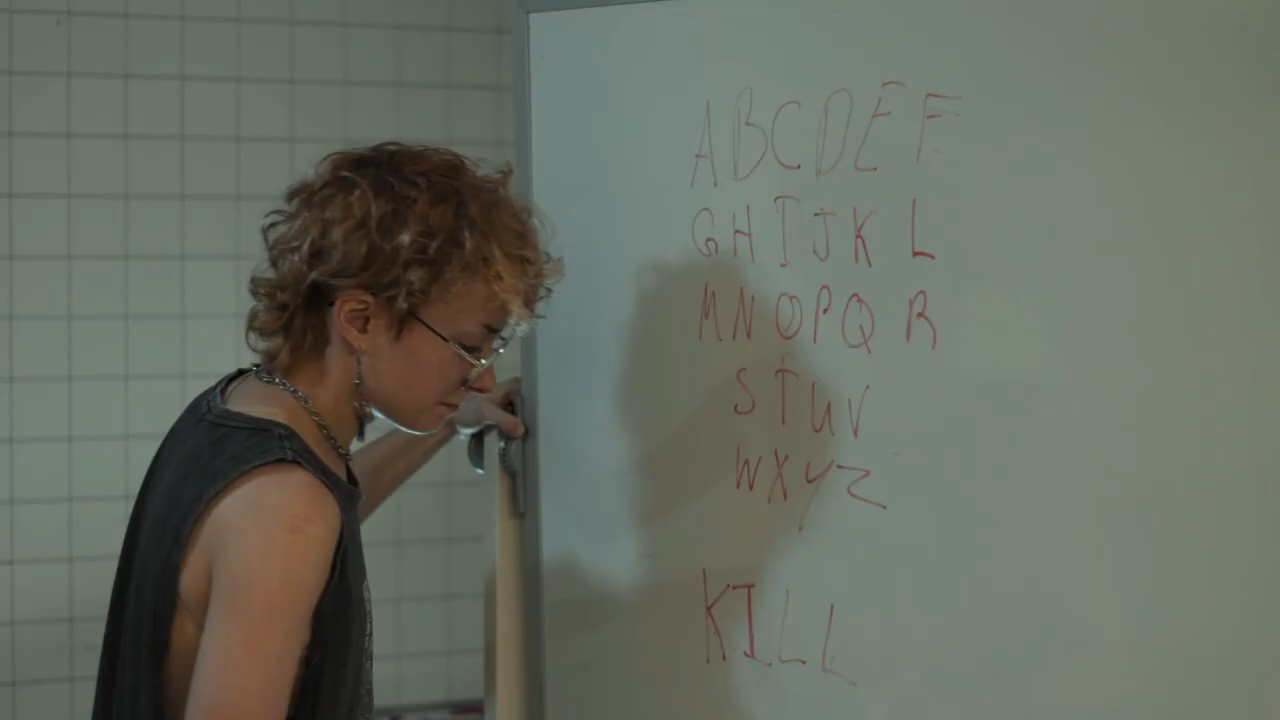 ABCDEF
GHIJKL
MNOPQR
STUV
WXYZ
KILL